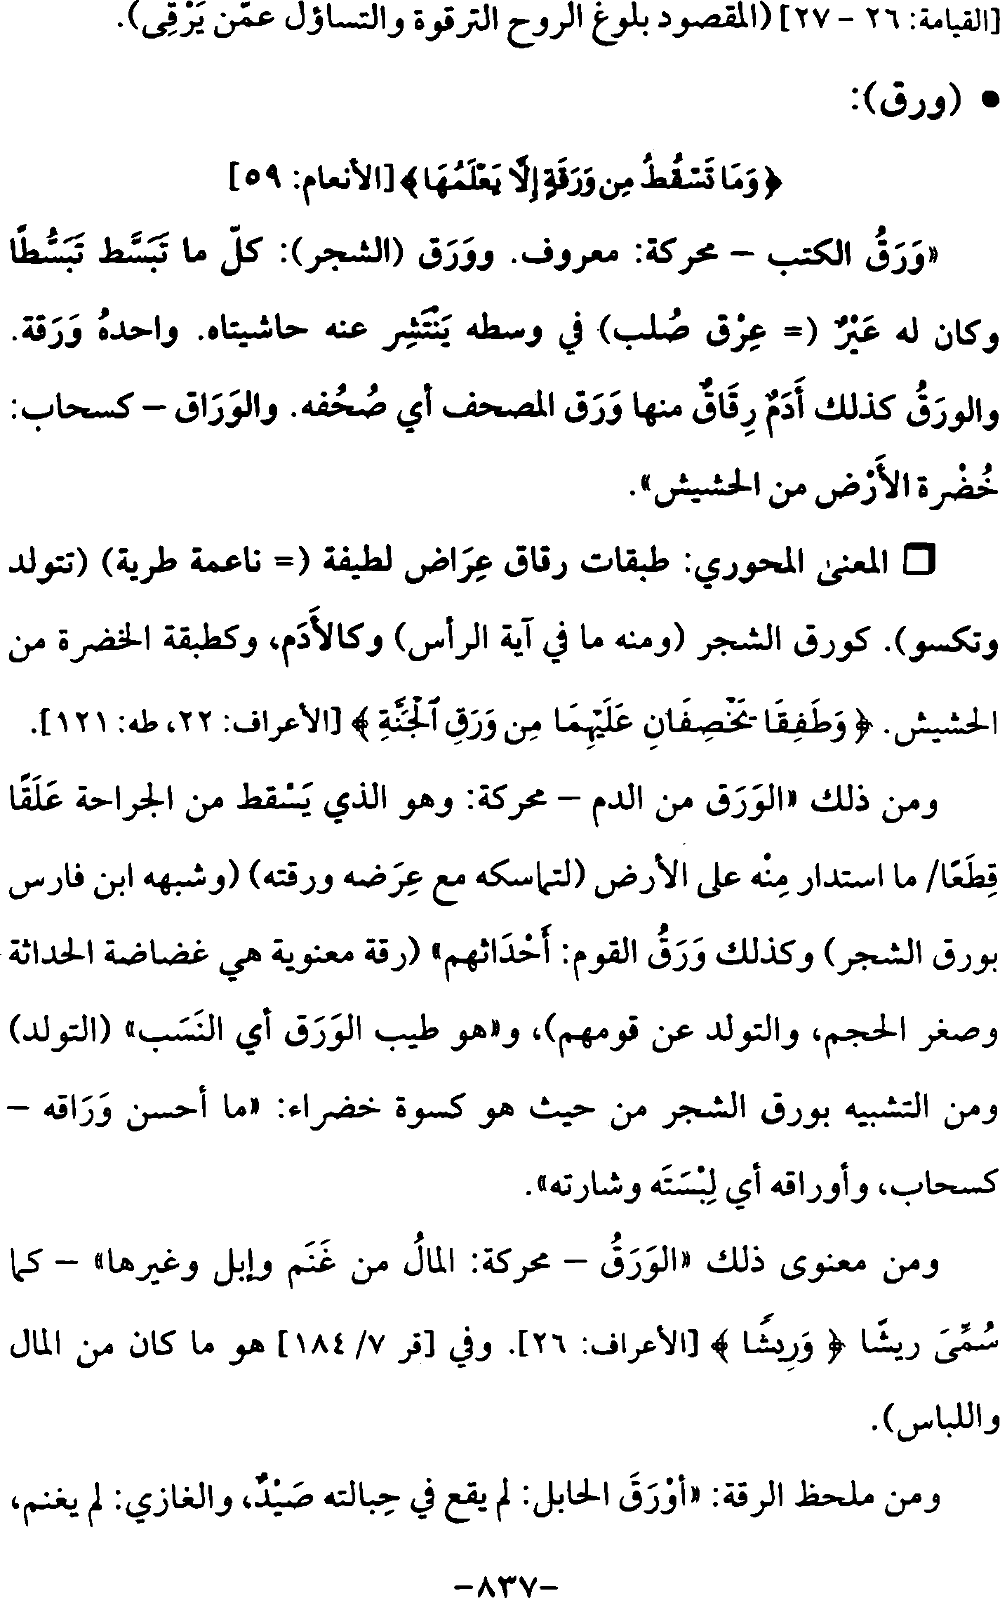 [القيامة: ٢٦ - ٢٧] (المقصود بلوغ الروح الترقوة والتساؤل عمّن يَرْقِى).
● (ورق):
﴿وَمَا تَسْقُطُ مِن وَرَقَةٍ إِلَّا يَعْلَمُهَا﴾ [الأنعام: ٥٩]
«وَرَقُ الكتب - محركة: معروف. ووَرَق (الشجر): كلّ ما تَبَسَّط تَبَسُّطًا
وكان له عَيْرٌ (= عِرْق صُلب) في وسطه يَنْتَشِر عنه حاشيتاه. واحدهُ وَرَقة.
والورَقُ كذلك أَدَمٌ رِقَاقٌ منها وَرَق المصحف أي صُحُفه. والوَرَاق - كسحاب:
خُضْرة الأَرْض من الحشيش».
❏ المعنى المحوري: طبقات رقاق عِرَاض لطيفة (= ناعمة طرية) (تتولد
وتكسو). كورق الشجر (ومنه ما في آية الرأس) وكالأَدَم، وكطبقة الخضرة من
الحشيش. ﴿وَطَفِقَا يَخْصِفَانِ عَلَيْهِمَا مِن وَرَقِ ٱلْجَنَّةِ﴾ [الأعراف: ٢٢، طه: ١٢١].
ومن ذلك «الوَرَق من الدم - محركة: وهو الذي يَسْقط من الجراحة عَلَقًا
قِطَعًا/ ما استدار مِنْه على الأرض (لتماسكه مع عِرَضه ورقته) (وشبهه ابن فارس
بورق الشجر) وكذلك وَرَقُ القوم: أَحْدَاثهم» (رقة معنوية هي غضاضة الحداثة
وصغر الحجم، والتولد عن قومهم)، و«هو طيب الوَرَق أي النَسَب» (التولد)
ومن التشبيه بورق الشجر من حيث هو كسوة خضراء: «ما أحسن وَرَاقه -
كسحاب، وأوراقه أي لِبْسَتَه وشارته».
ومن معنوى ذلك «الوَرَقُ - محركة: المالُ من غَنَم وإبل وغيرها» - كما
سُمِّىَ ريشًا ﴿وَرِيشًا﴾ [الأعراف: ٢٦]. وفي [قر ٧/ ١٨٤] هو ما كان من المال
واللباس).
ومن ملحظ الرقة: «أوْرَقَ الحابل: لم يقع في حِبالته صَيْدٌ، والغازي: لم يغنم،
-٨٣٧-